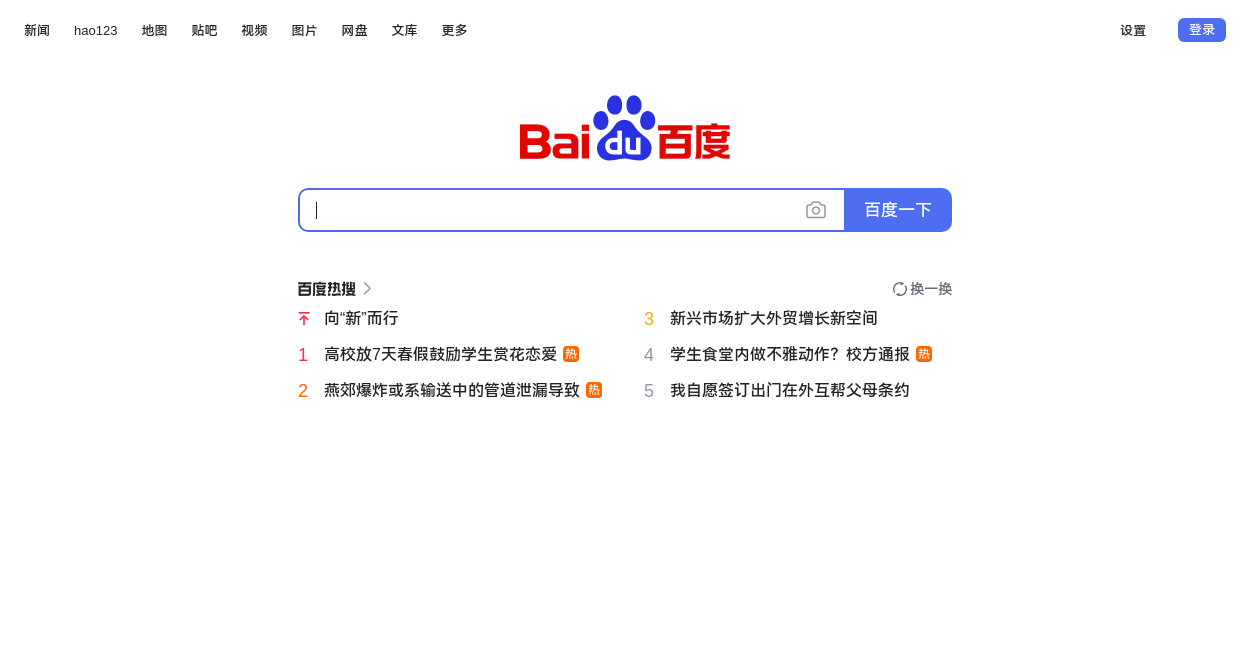 新闻 hao123 地图 贴吧 视频 图片 网盘 文库 更多 设置 登录
Bai du 百度
百度一下
百度热搜 换一换
向“新”而行
1 高校放7天春假鼓励学生赏花恋爱 热
2 燕郊爆炸或系输送中的管道泄漏导致 热
3 新兴市场扩大外贸增长新空间
4 学生食堂内做不雅动作？校方通报 热
5 我自愿签订出门在外互帮父母条约